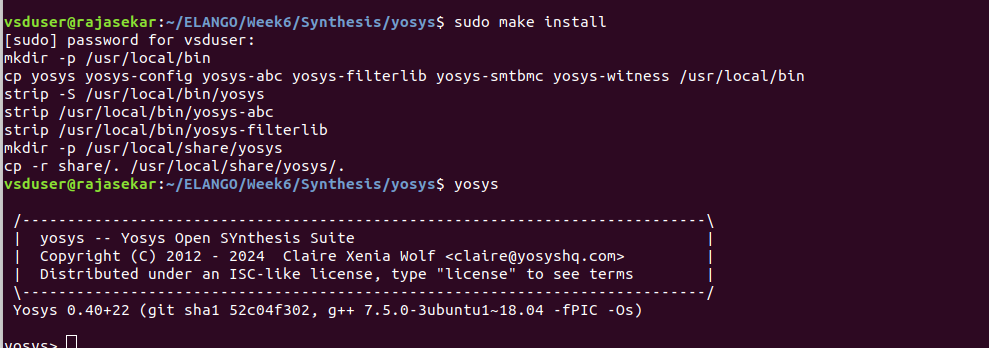 vsduser@rajasekar:~/ELANGO/Week6/Synthesis/yosys$ sudo make install
[sudo] password for vsduser:
mkdir -p /usr/local/bin
cp yosys yosys-config yosys-abc yosys-filterlib yosys-smtbmc yosys-witness /usr/local/bin
strip -S /usr/local/bin/yosys
strip /usr/local/bin/yosys-abc
strip /usr/local/bin/yosys-filterlib
mkdir -p /usr/local/share/yosys
cp -r share/. /usr/local/share/yosys/.
vsduser@rajasekar:~/ELANGO/Week6/Synthesis/yosys$ yosys
/----------------------------------------------------------------------------\
| yosys -- Yosys Open SYnthesis Suite |
| Copyright (C) 2012 - 2024 Claire Xenia Wolf <claire@yosyshq.com> |
| Distributed under an ISC-like license, type "license" to see terms |
\----------------------------------------------------------------------------/
Yosys 0.40+22 (git sha1 52c04f302, g++ 7.5.0-3ubuntu1~18.04 -fPIC -Os)
yosys>